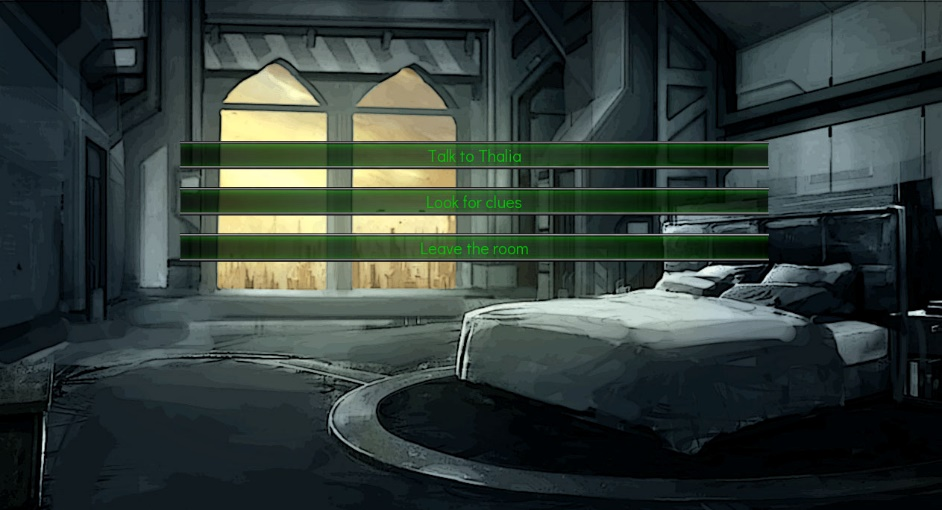 Talk to Thalia
Look for clues
Leave the room